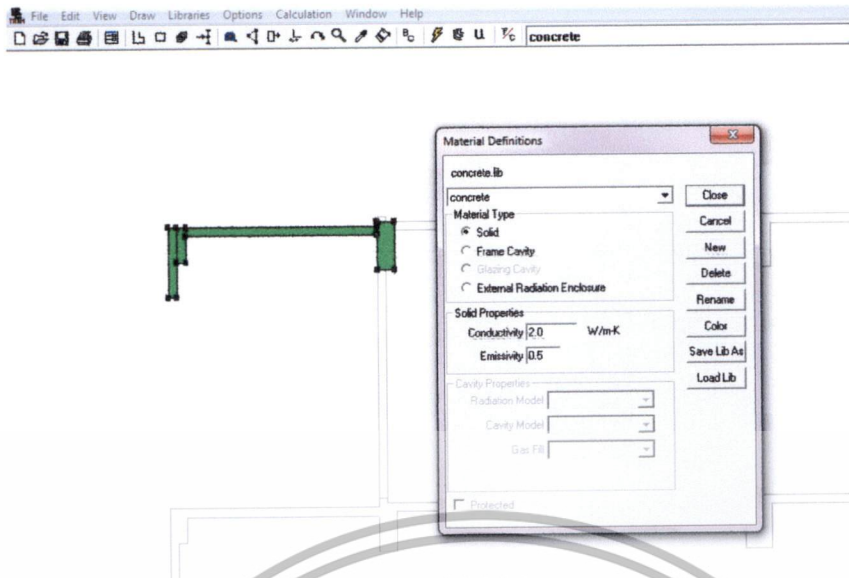 File Edit View Draw Libraries Options Calculation Window Help
concrete
Material Definitions
concrete.lib
concrete
Close
Material Type
Cancel
Solid
New
Frame Cavity
Delete
Glazing Cavity
External Radiation Enclosure
Rename
Solid Properties
Color
Conductivity 2.0 W/m-K
Save Lib As
Emissivity 0.5
Load Lib
Cavity Properties
Radiation Model
Cavity Model
Gas Fill
Protected